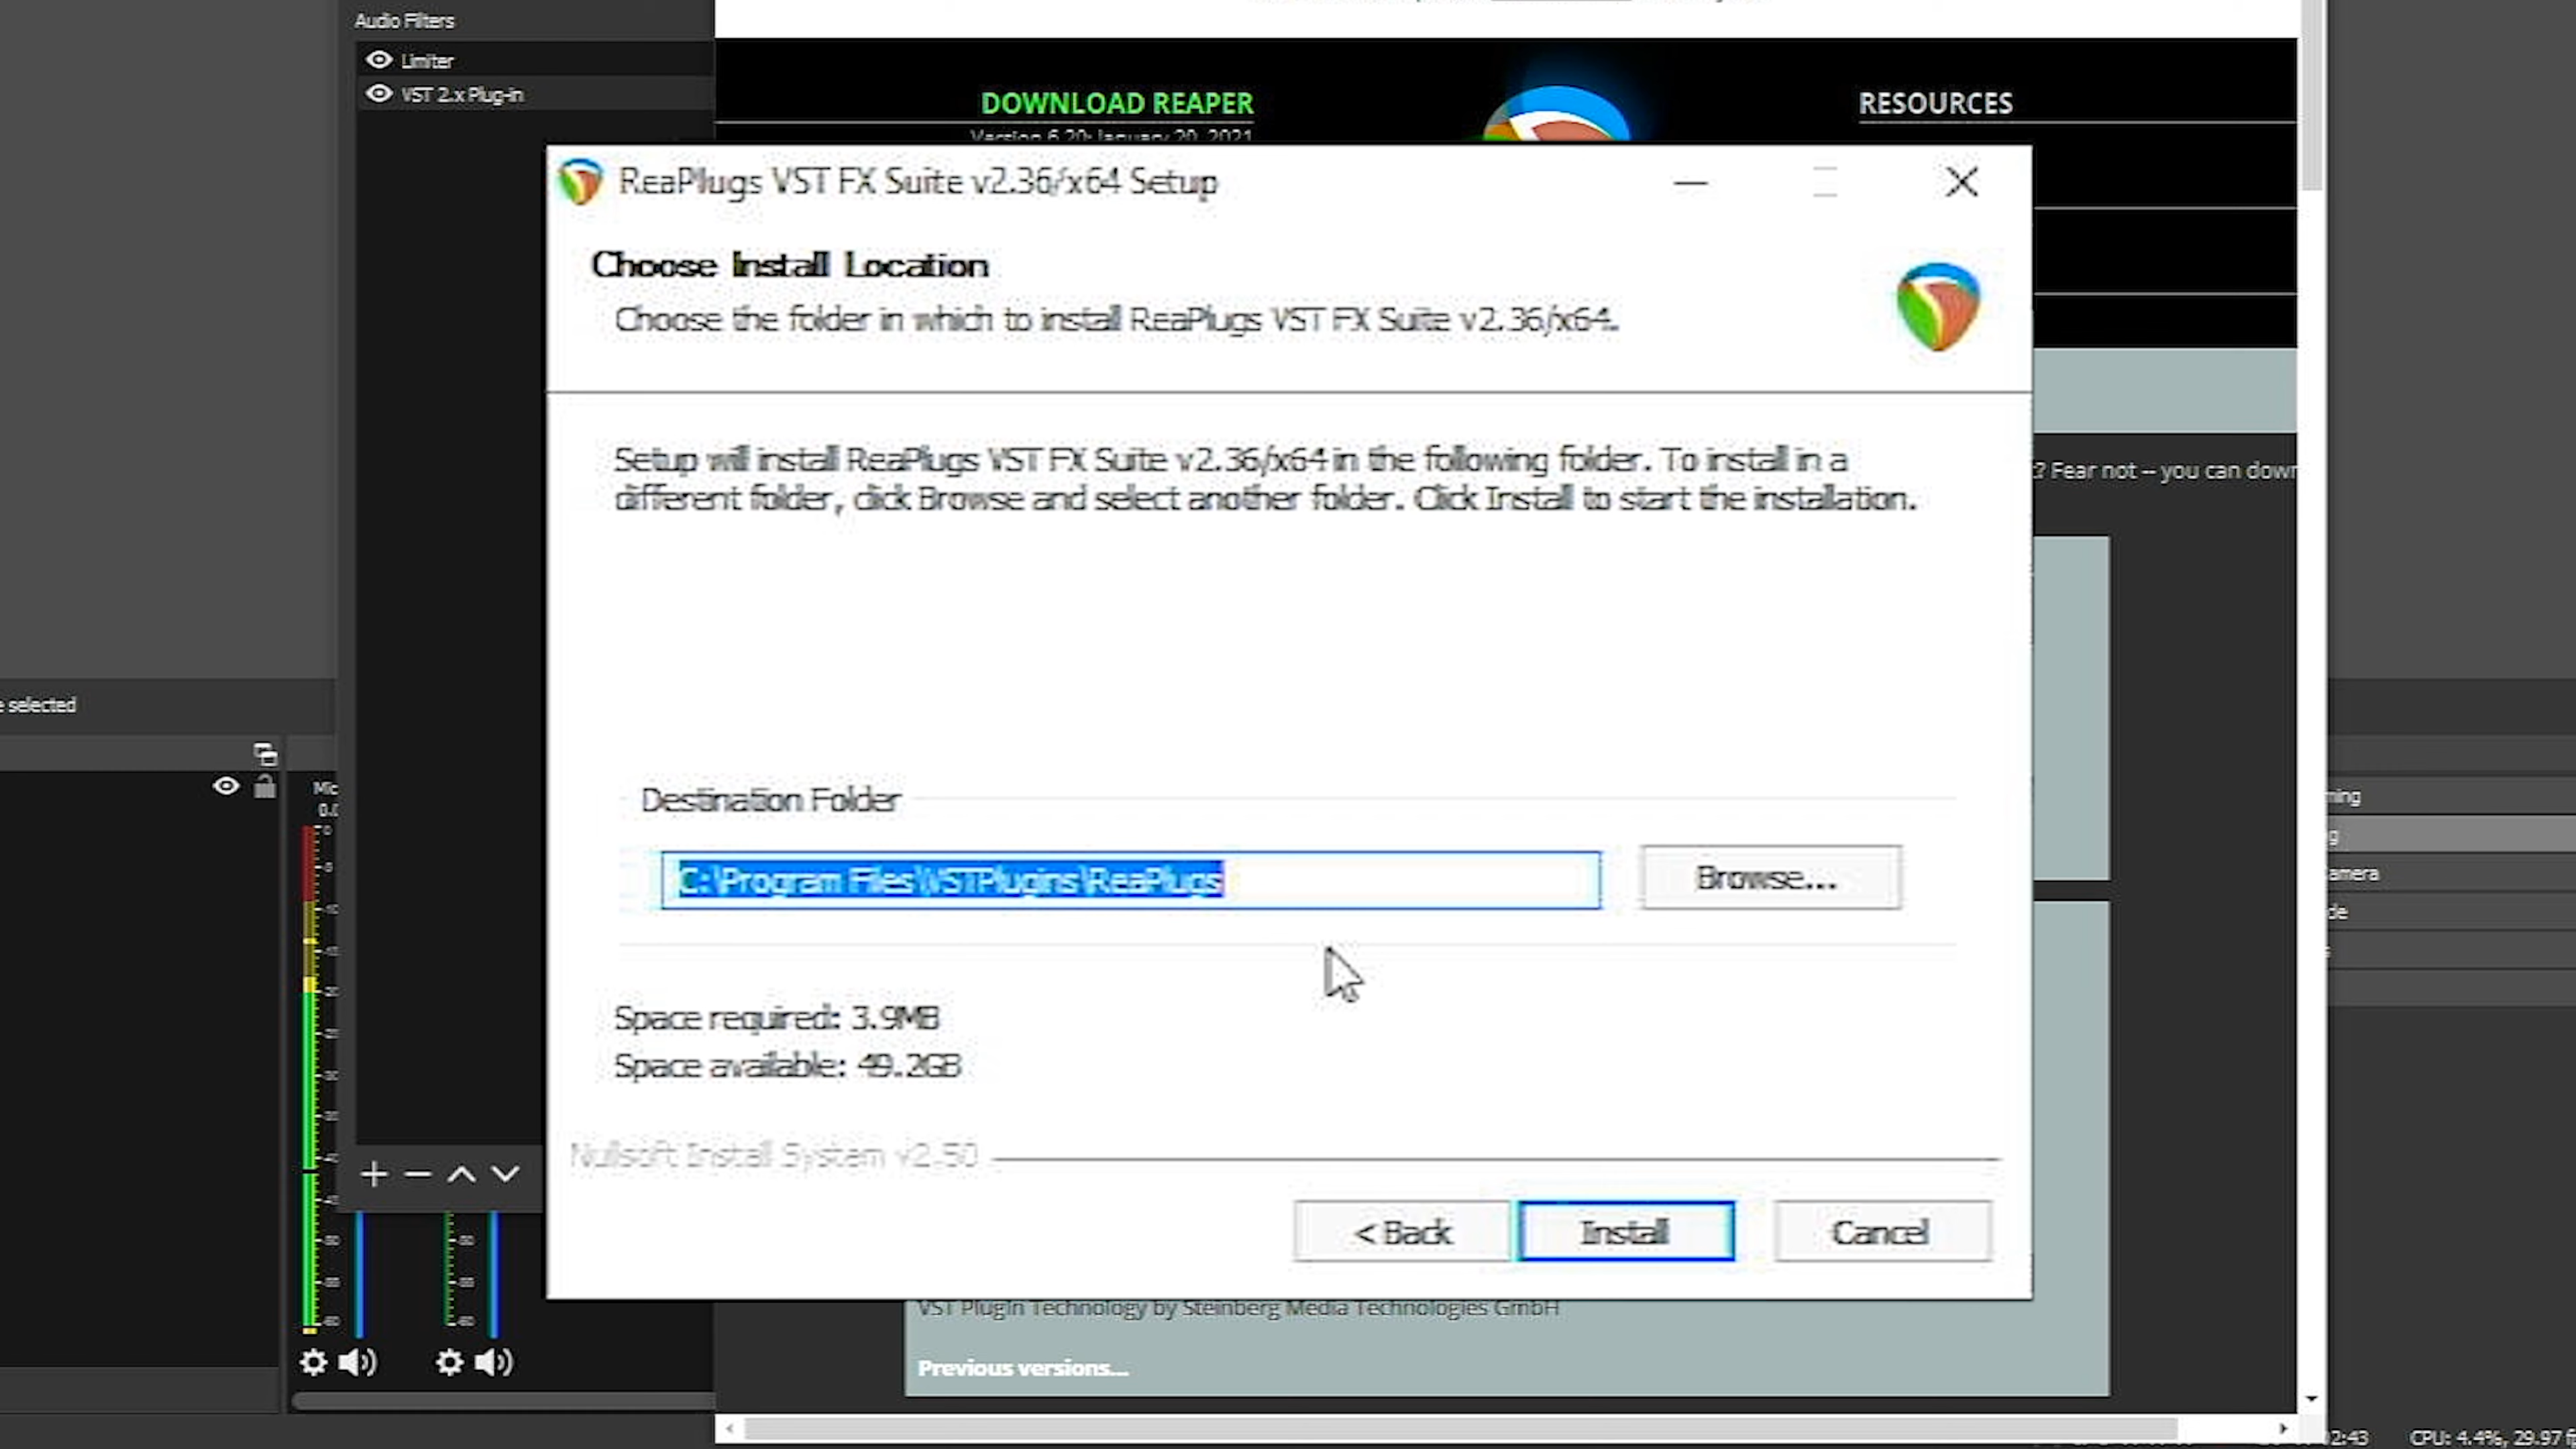 Audio Filters
Limiter
VST 2.x Plug-in
DOWNLOAD REAPER
RESOURCES
ReaPlugs VST FX Suite v2.36/x64 Setup
Choose Install Location
Choose the folder in which to install ReaPlugs VST FX Suite v2.36/x64.
Setup will install ReaPlugs VST FX Suite v2.36/x64 in the following folder. To install in a
different folder, click Browse and select another folder. Click Install to start the installation.
? Fear not -- you can down
selected
Destination Folder
C:\Program Files\VSTPlugins\ReaPlugs
Browse...
Space required: 3.9MB
Space available: 49.2GB
Nullsoft Install System v2.50
< Back
Install
Cancel
VST PlugIn Technology by Steinberg Media Technologies GmbH
Previous versions...
CPU: 4.4%, 29.97